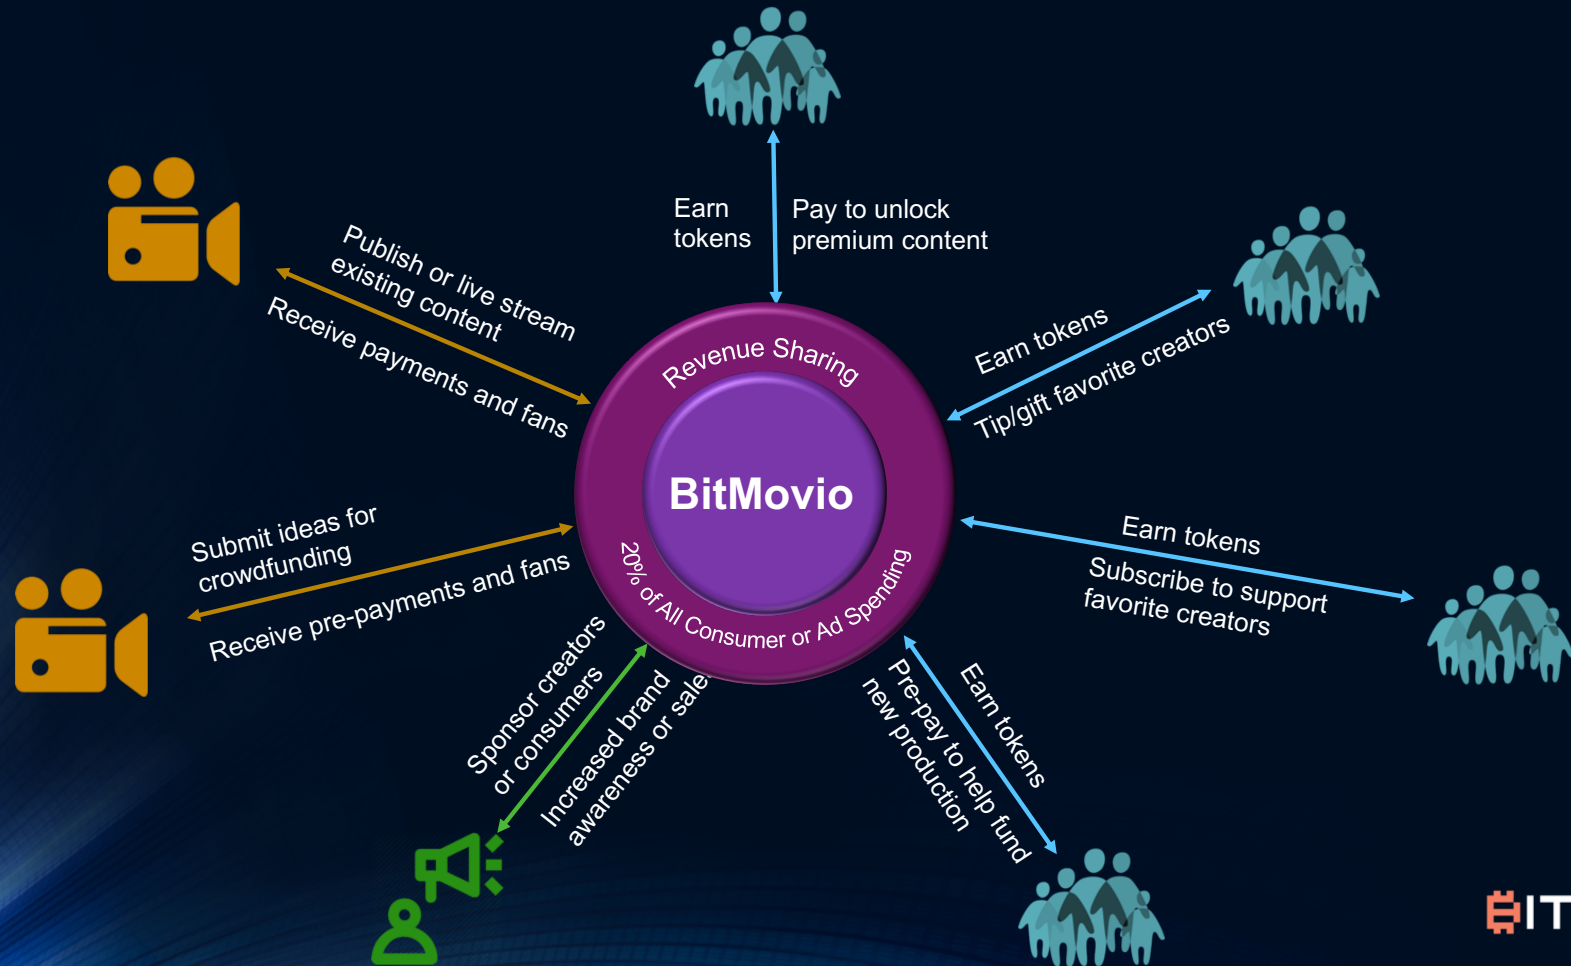 Earn
tokens
Pay to unlock
premium content
Publish or live stream
existing content
Receive payments and fans
Earn tokens
Tip/gift favorite creators
Revenue Sharing
BitMovio
20% of All Consumer or Ad Spending
Submit ideas for
crowdfunding
Receive pre-payments and fans
Earn tokens
Subscribe to support
favorite creators
Sponsor creators
or consumers
Increased brand
awareness or sale
Earn tokens
Pre-pay to help fund
new production
BIT